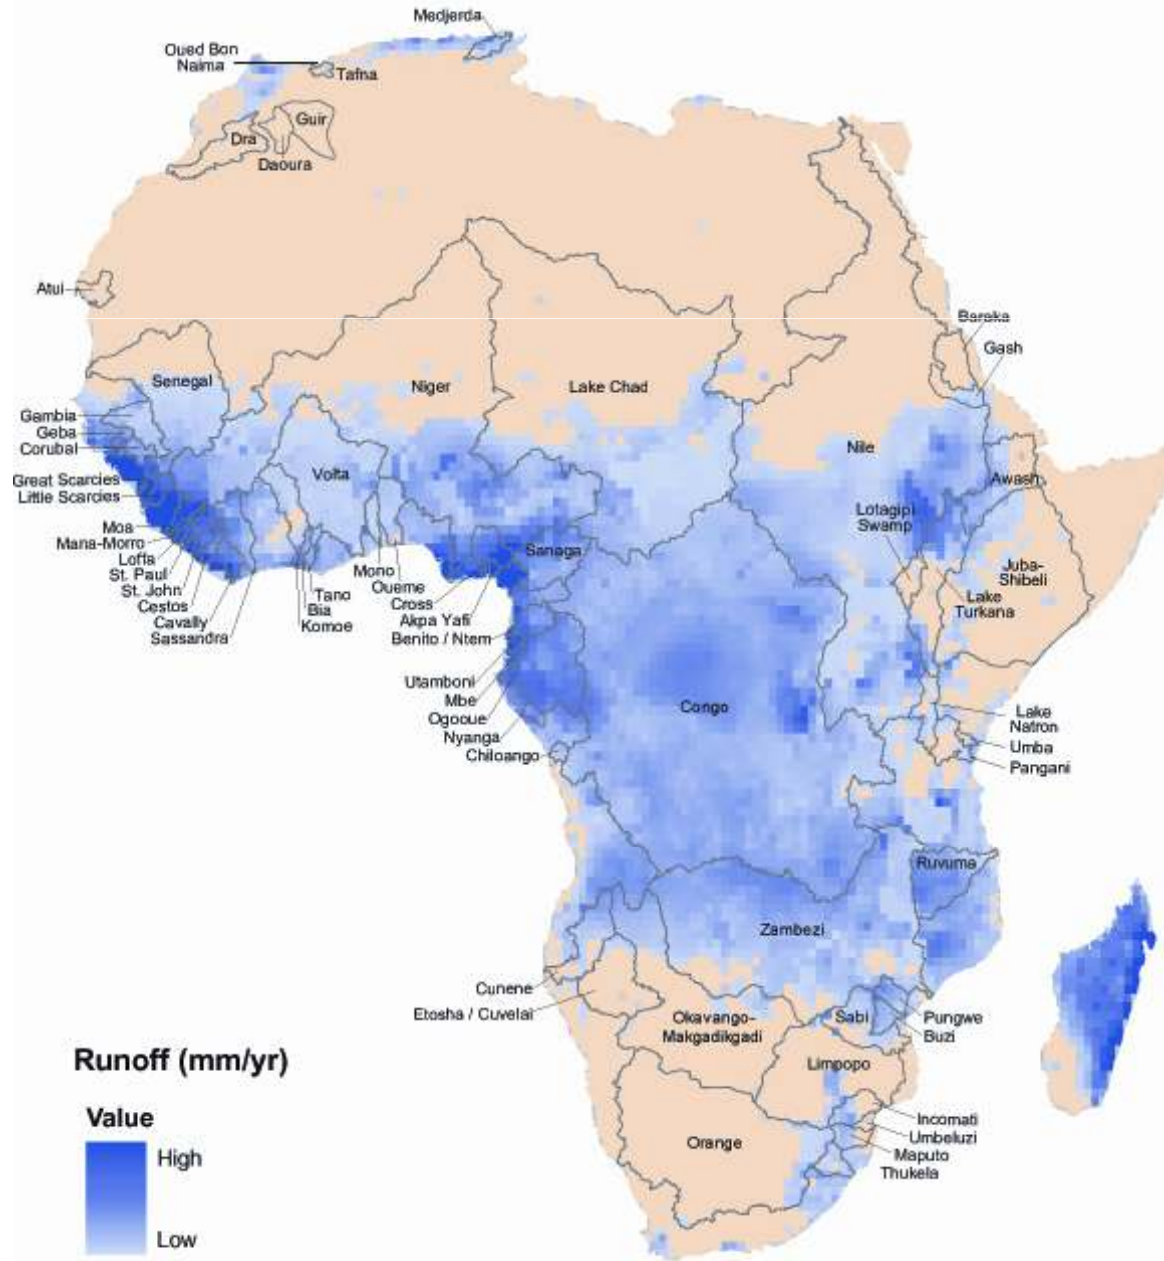 Medjerda
Oued Bon
Naima
Tafna
Guir
Dra
Daoura
Atui
Baraka
Gash
Senegal
Niger
Lake Chad
Gambia
Geba
Corubal
Nile
Volta
Great Scarcies
Little Scarcies
Awash
Lotagipi
Swamp
Moa
Mana-Morro
Loffa
St. Paul
St. John
Cestos
Cavally
Sassandra
Sanaga
Juba-
Shibeli
Lake
Turkana
Mono
Oueme
Tano
Bia
Komoe
Cross
Akpa Yafi
Benito / Ntem
Utamboni
Mbe
Ogooue
Nyanga
Chiloango
Congo
Lake
Natron
Umba
Pangani
Ruvuma
Zambezi
Cunene
Etosha / Cuvelai
Okavango-
Makgadikgadi
Sabi
Pungwe
Buzi
Limpopo
Runoff (mm/yr)
Value
High
Low
Orange
Incomati
Umbeluzi
Maputo
Thukela